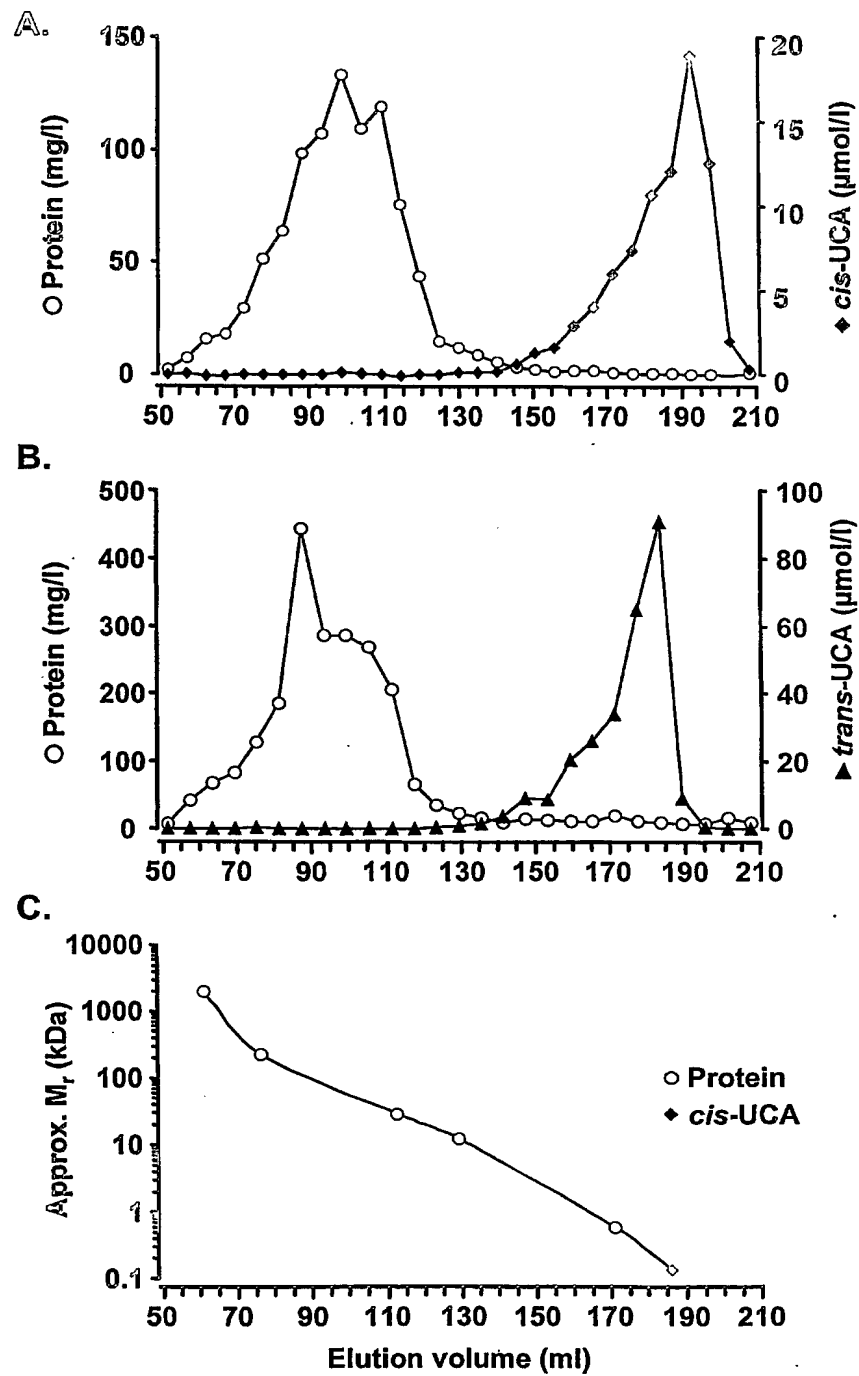 A.
150
100
50
0
○ Protein (mg/l)
20
15
10
5
0
◆ cis-UCA (µmol/l)
50 70 90 110 130 150 170 190 210
B.
500
400
300
200
100
0
○ Protein (mg/l)
100
80
60
40
20
0
▲ trans-UCA (µmol/l)
50 70 90 110 130 150 170 190 210
C.
10000
1000
100
10
1
0.1
Approx. Mr (kDa)
○ Protein
◆ cis-UCA
50 70 90 110 130 150 170 190 210
Elution volume (ml)